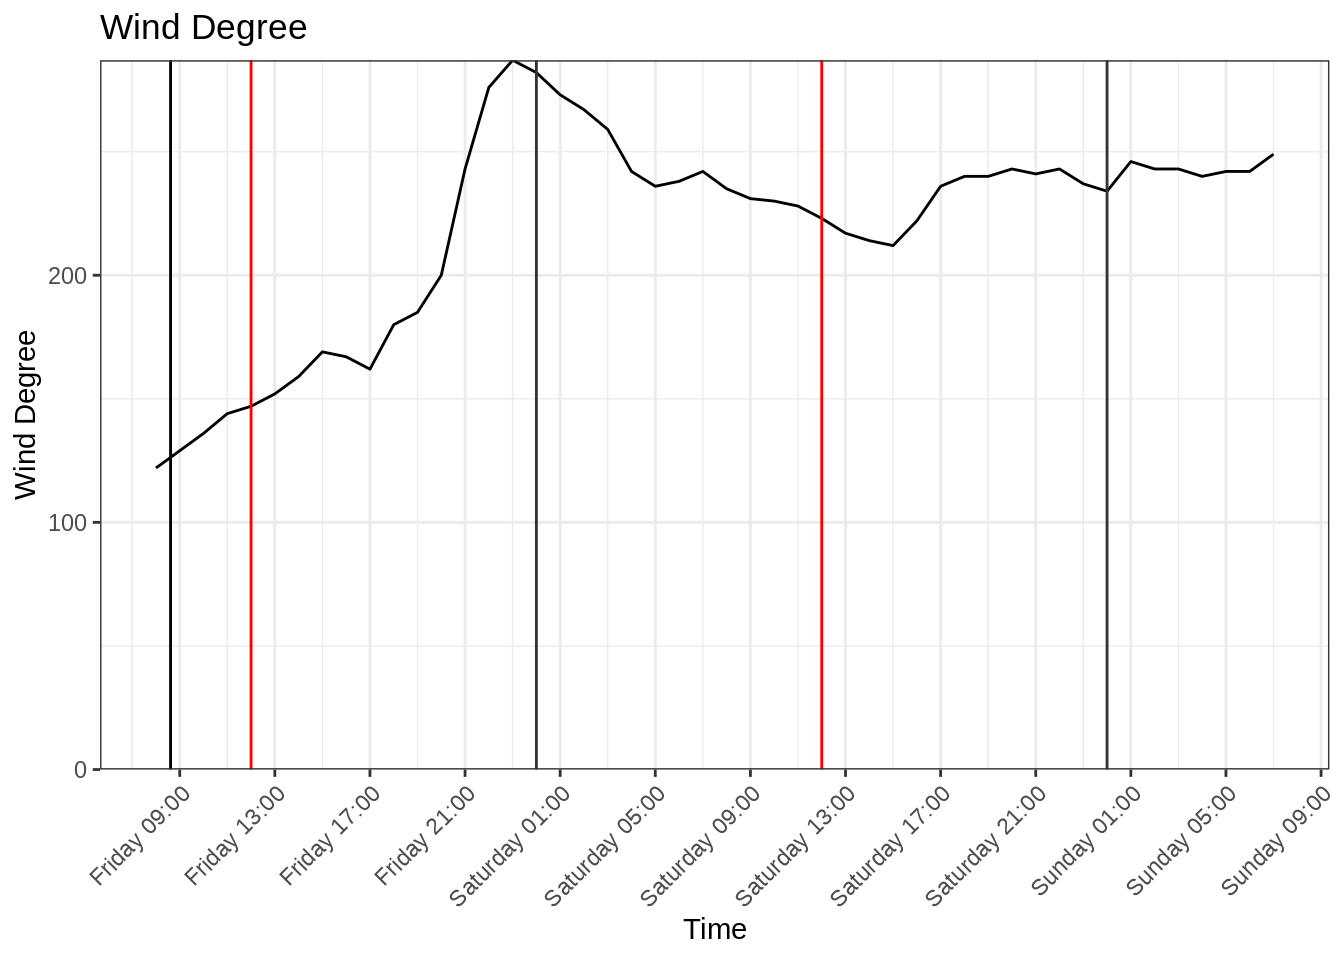 Wind Degree
Wind Degree
200
100
0
Friday 09:00
Friday 13:00
Friday 17:00
Friday 21:00
Saturday 01:00
Saturday 05:00
Saturday 09:00
Saturday 13:00
Saturday 17:00
Saturday 21:00
Sunday 01:00
Sunday 05:00
Sunday 09:00
Time